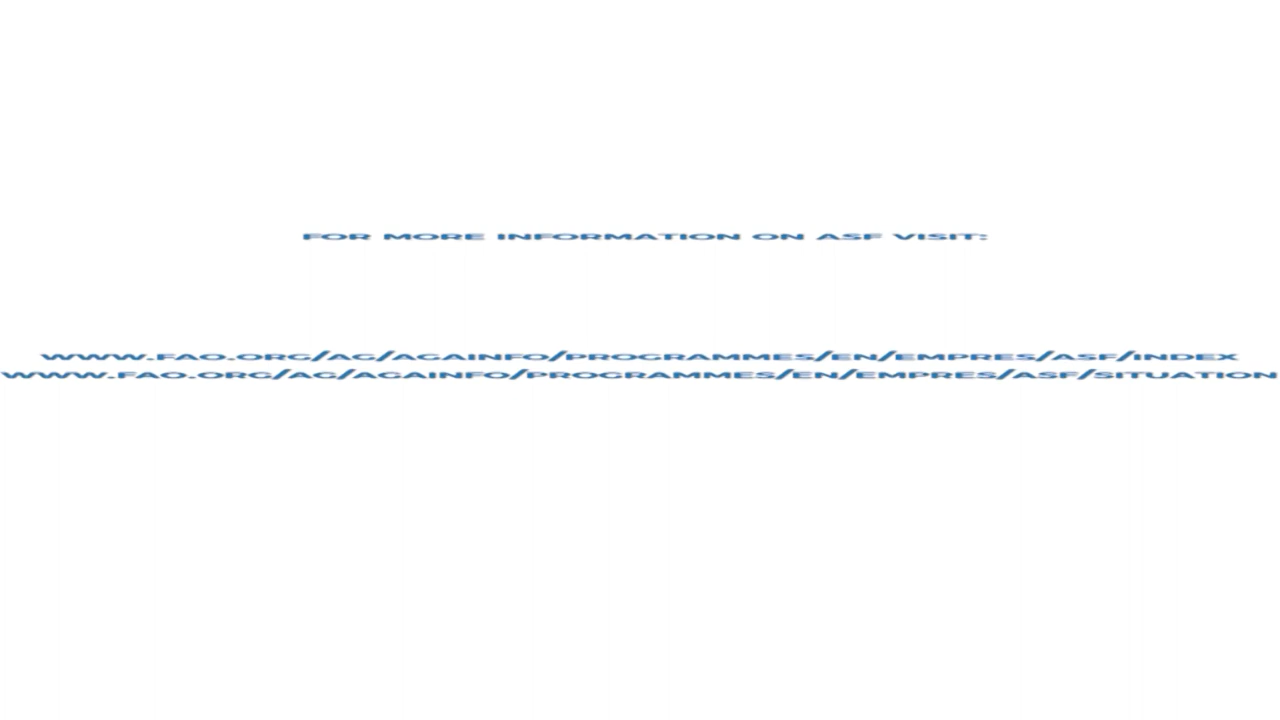 FOR MORE INFORMATION ON ASF VISIT:
WWW.FAO.ORG/AG/AGAINFO/PROGRAMMES/EN/EMPRES/ASF/INDEX
WWW.FAO.ORG/AG/AGAINFO/PROGRAMMES/EN/EMPRES/ASF/SITUATION